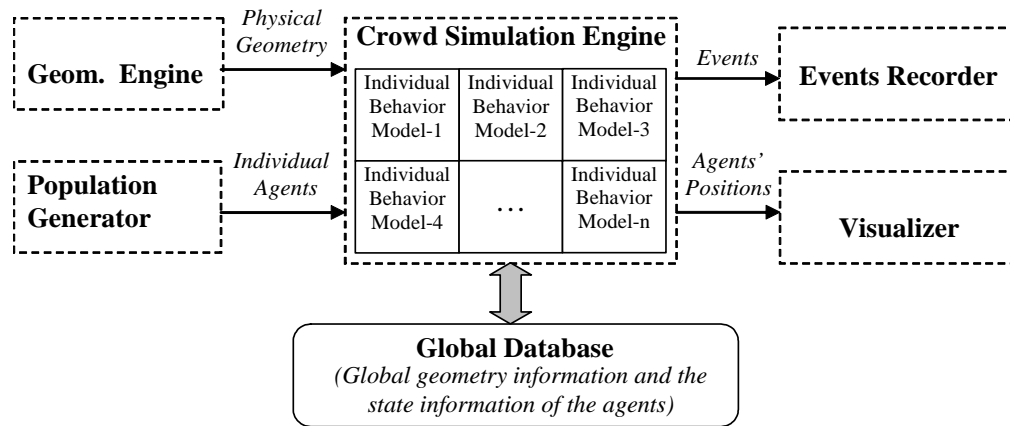 Physical
Geometry
Geom. Engine
Population
Generator
Individual
Agents
Crowd Simulation Engine
Individual
Behavior
Model-1
Individual
Behavior
Model-2
Individual
Behavior
Model-3
Individual
Behavior
Model-4
…
Individual
Behavior
Model-n
Events
Events Recorder
Agents’
Positions
Visualizer
Global Database
(Global geometry information and the
state information of the agents)